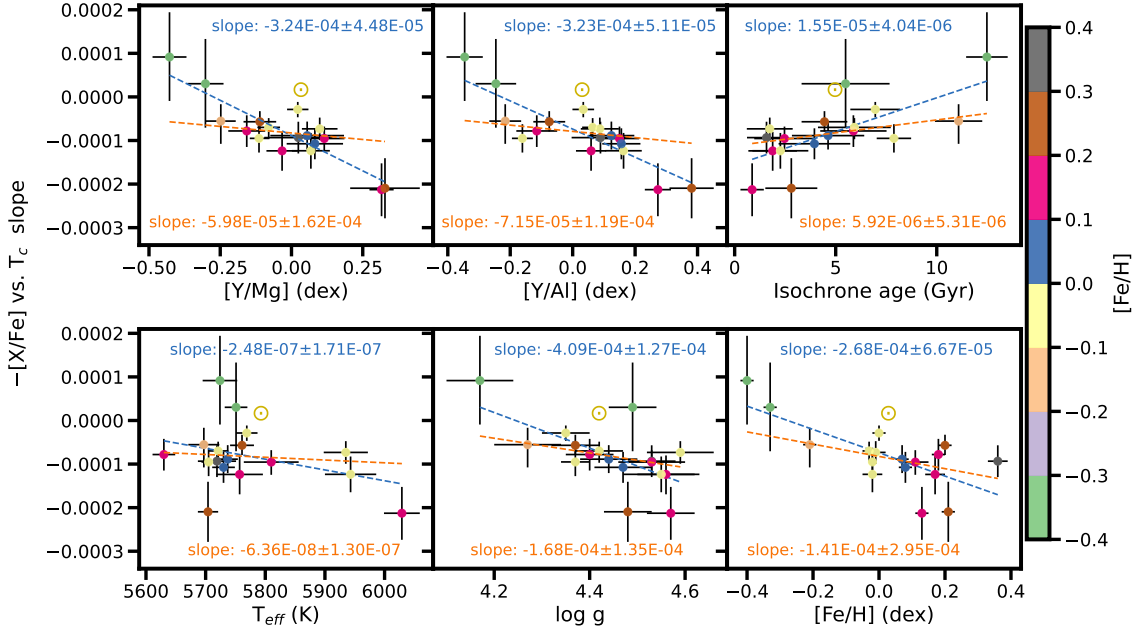 slope: -3.24E-04±4.48E-05
slope: -3.23E-04±5.11E-05
slope: 1.55E-05±4.04E-06
0.0002
0.0001
0.0000
−0.0001
−0.0002
−0.0003
slope: -5.98E-05±1.62E-04
slope: -7.15E-05±1.19E-04
slope: 5.92E-06±5.31E-06
−0.50 −0.25 0.00 0.25 0.50
−0.4 −0.2 0.0 0.2 0.4
0 5 10
[Y/Mg] (dex)
[Y/Al] (dex)
Isochrone age (Gyr)
−[X/Fe] vs. Tc slope
slope: -2.48E-07±1.71E-07
slope: -4.09E-04±1.27E-04
slope: -2.68E-04±6.67E-05
0.0002
0.0001
0.0000
−0.0001
−0.0002
−0.0003
slope: -6.36E-08±1.30E-07
slope: -1.68E-04±1.35E-04
slope: -1.41E-04±2.95E-04
5600 5700 5800 5900 6000
4.2 4.4 4.6
−0.4 −0.2 0.0 0.2 0.4
Teff (K)
log g
[Fe/H] (dex)
0.4
0.3
0.2
0.1
0.0
−0.1
−0.2
−0.3
−0.4
[Fe/H]